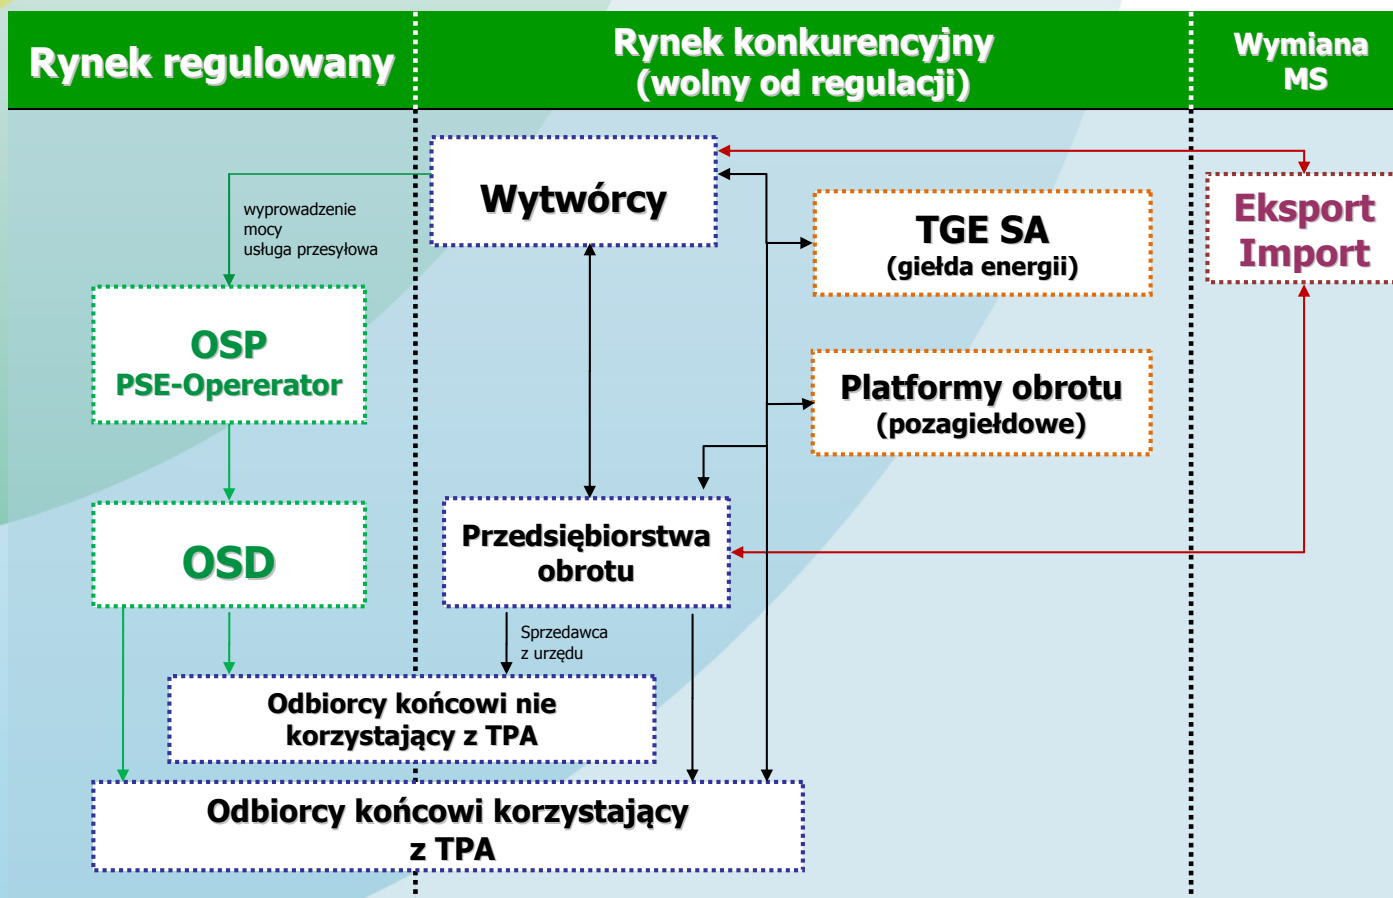 Rynek regulowany
Rynek konkurencyjny
(wolny od regulacji)
Wymiana
MS
Wytwórcy
wyprowadzenie
mocy
usługa przesyłowa
TGE SA
(giełda energii)
Eksport
Import
OSP
PSE-Opererator
Platformy obrotu
(pozagiełdowe)
OSD
Przedsiębiorstwa
obrotu
Sprzedawca
z urzędu
Odbiorcy końcowi nie
korzystający z TPA
Odbiorcy końcowi korzystający
z TPA